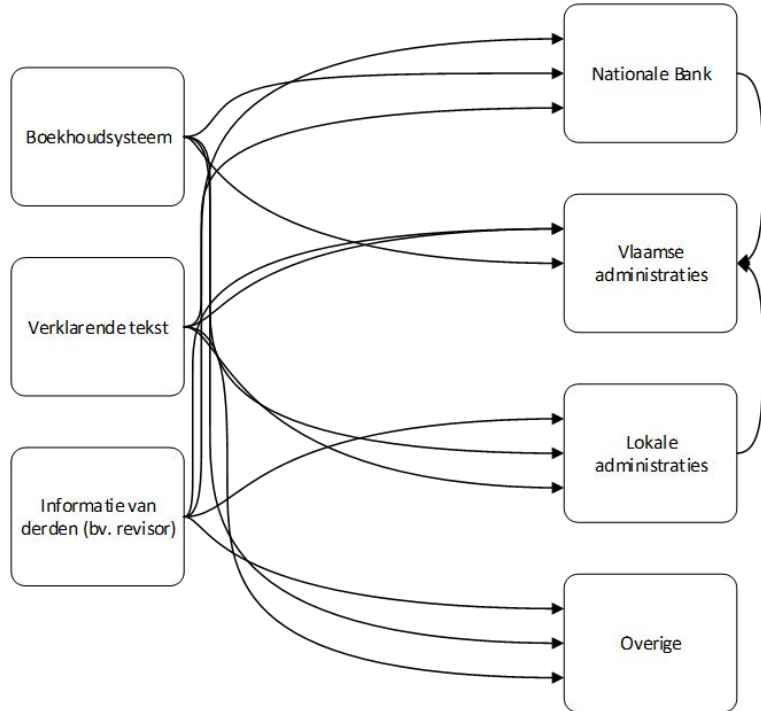 Boekhoudsysteem
Verklarende tekst
Informatie van
derden (bv. revisor)
Nationale Bank
Vlaamse
administraties
Lokale
administraties
Overige